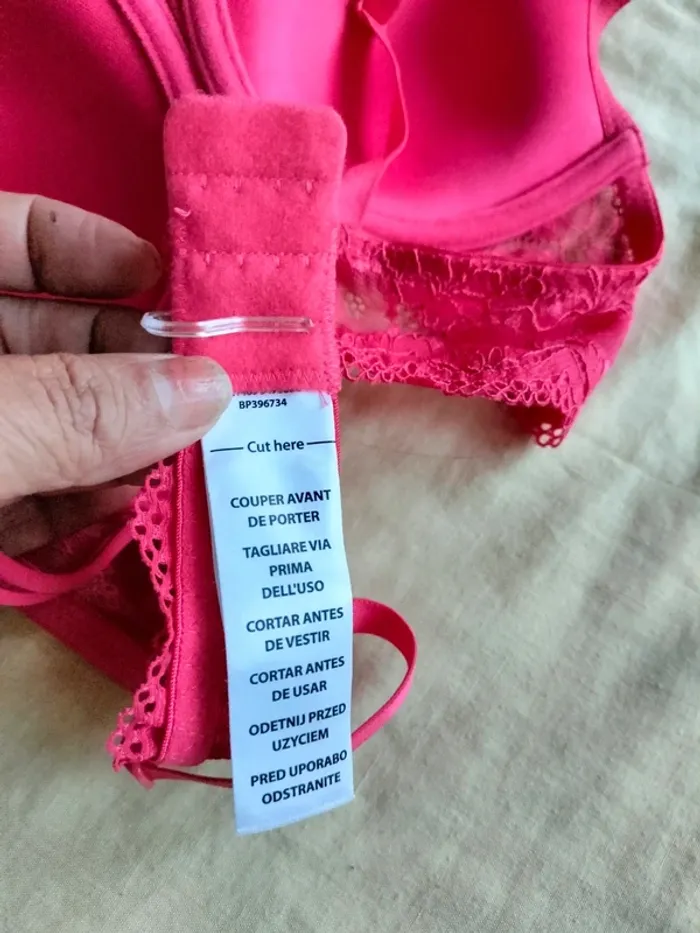 BP396734
Cut here
COUPER AVANT
DE PORTER
TAGLIARE VIA
PRIMA
DELL'USO
CORTAR ANTES
DE VESTIR
CORTAR ANTES
DE USAR
ODETNIJ PRZED
UZYCIEM
PRED UPORABO
ODSTRANITE